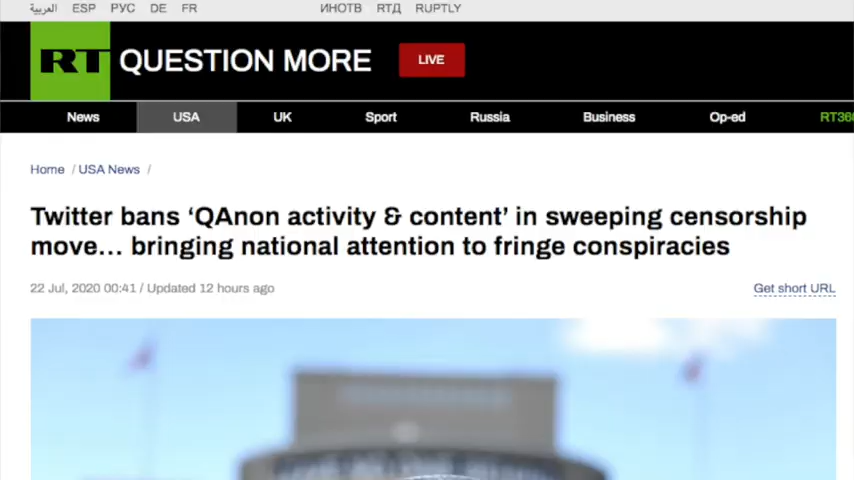 العربية ESP РУС DE FR ИНОТВ RTД RUPTLY
RT QUESTION MORE LIVE
News USA UK Sport Russia Business Op-ed RT360
Home / USA News /
Twitter bans ‘QAnon activity & content’ in sweeping censorship
move... bringing national attention to fringe conspiracies
22 Jul, 2020 00:41 / Updated 12 hours ago Get short URL